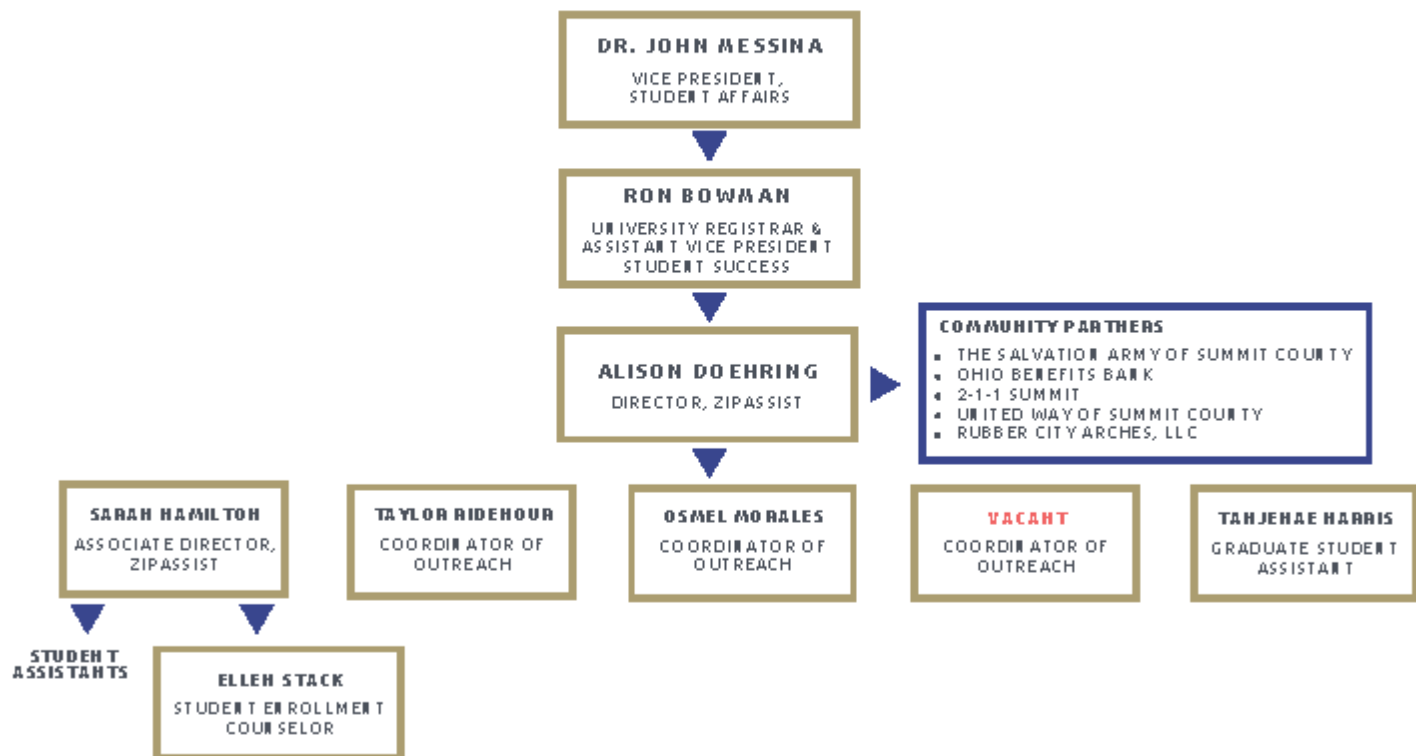 DR. JOHN MESSINA
VICE PRESIDENT,
STUDENT AFFAIRS
RON BOWMAN
UNIVERSITY REGISTRAR &
ASSISTANT VICE PRESIDENT
STUDENT SUCCESS
ALISON DOEHRING
DIRECTOR, ZIPASSIST
COMMUNITY PARTNERS
▪ THE SALVATION ARMY OF SUMMIT COUNTY
▪ OHIO BENEFITS BANK
▪ 2-1-1 SUMMIT
▪ UNITED WAY OF SUMMIT COUNTY
▪ RUBBER CITY ARCHES, LLC
SARAH HAMILTON
ASSOCIATE DIRECTOR,
ZIPASSIST
TAYLOR RIDENOUR
COORDINATOR OF
OUTREACH
OSMEL MORALES
COORDINATOR OF
OUTREACH
VACANT
COORDINATOR OF
OUTREACH
TANJENAE HARRIS
GRADUATE STUDENT
ASSISTANT
STUDENT
ASSISTANTS
ELLEN STACK
STUDENT ENROLLMENT
COUNSELOR